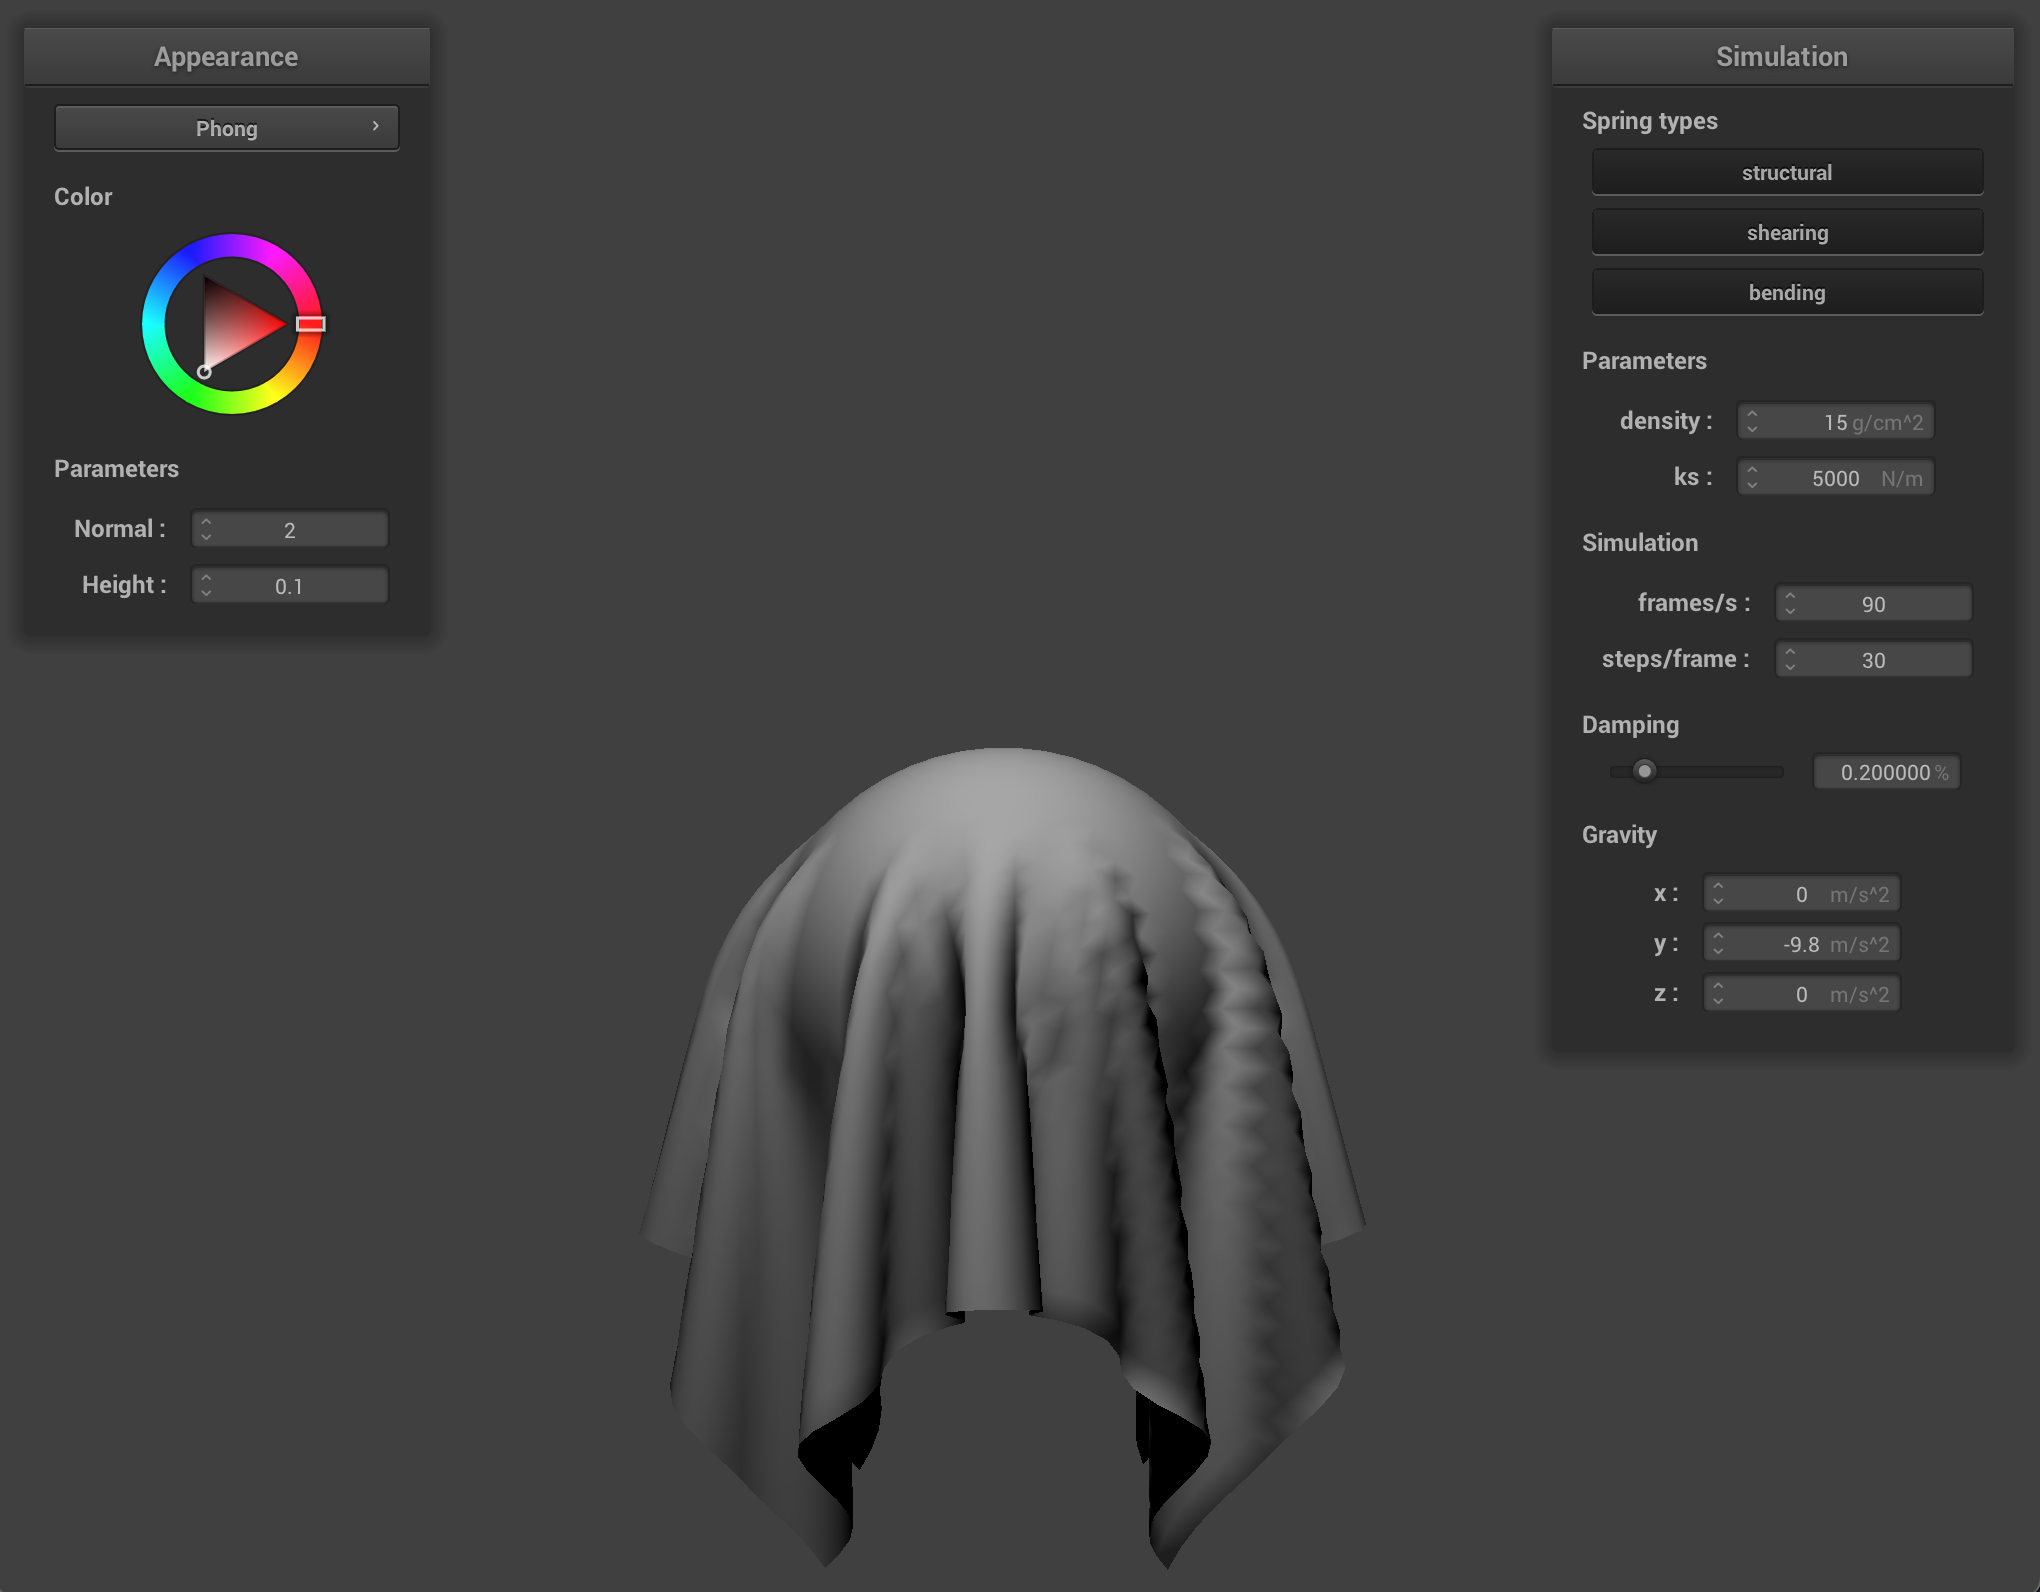 Appearance
Phong
Color
Parameters
Normal : 2
Height : 0.1
Simulation
Spring types
structural
shearing
bending
Parameters
density : 15 g/cm^2
ks : 5000 N/m
Simulation
frames/s : 90
steps/frame : 30
Damping
0.200000 %
Gravity
x : 0 m/s^2
y : -9.8 m/s^2
z : 0 m/s^2